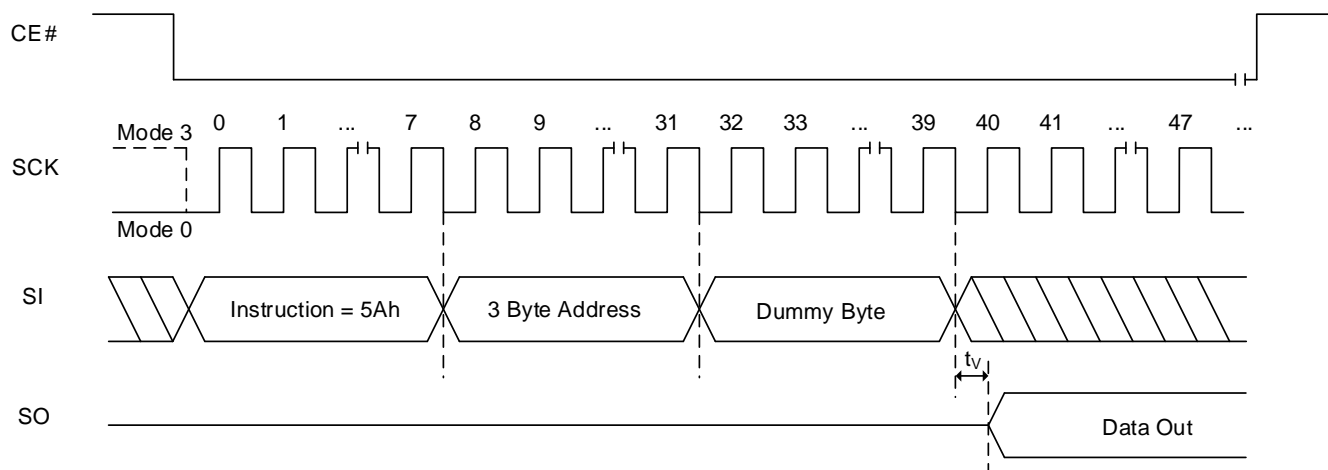 CE#
Mode 3
0 1 ... 7 8 9 ... 31 32 33 ... 39 40 41 ... 47 ...
SCK
Mode 0
SI
Instruction = 5Ah
3 Byte Address
Dummy Byte
tV
SO
Data Out